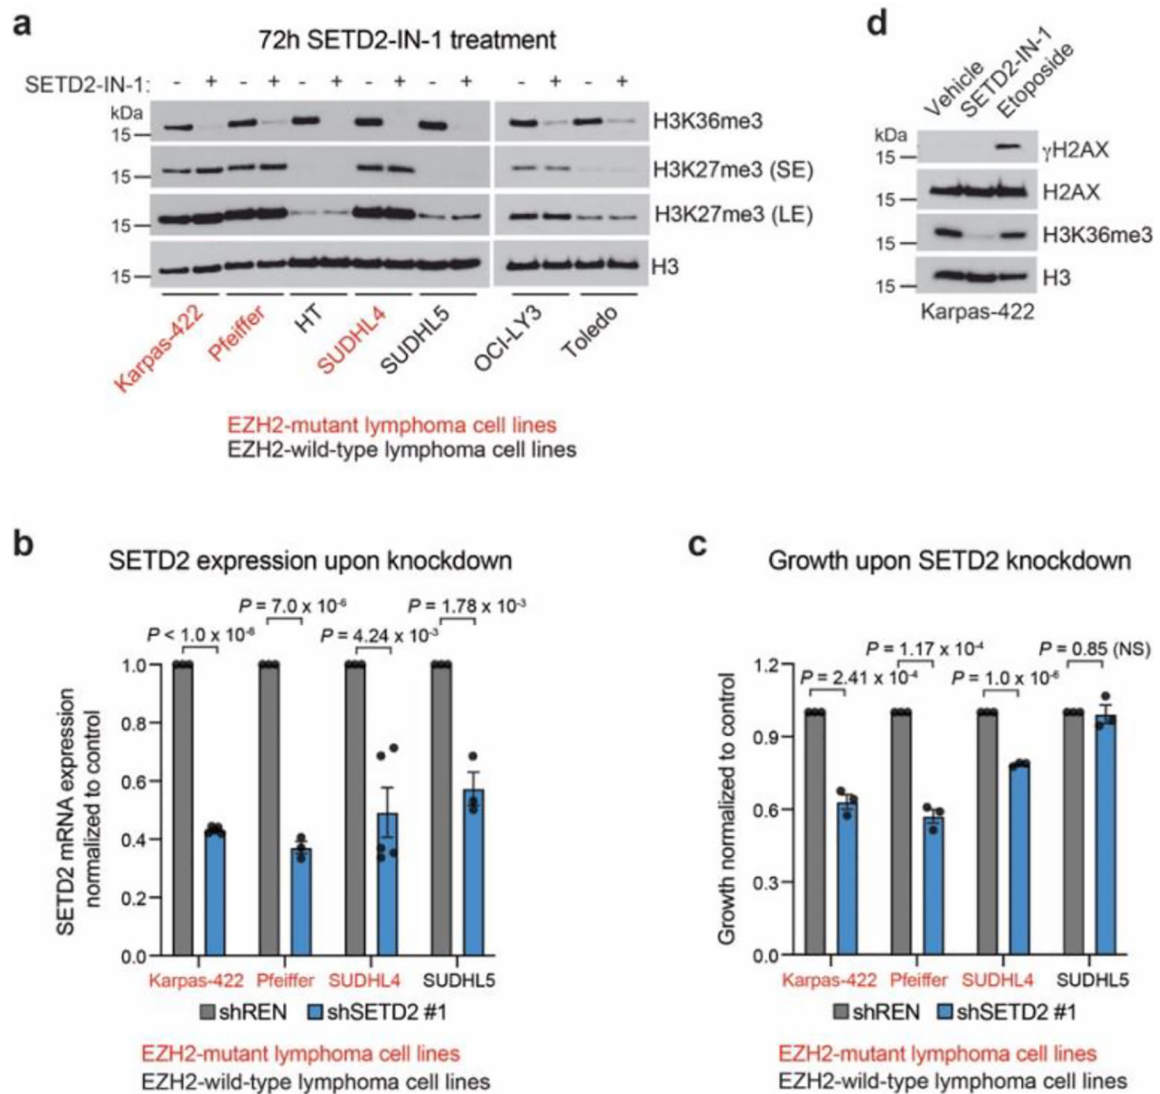 a
72h SETD2-IN-1 treatment
SETD2-IN-1: - + - + - + - + - + - + - +
kDa
15 H3K36me3
15 H3K27me3 (SE)
15 H3K27me3 (LE)
15 H3
Karpas-422 Pfeiffer HT SUDHL4 SUDHL5 OCI-LY3 Toledo
EZH2-mutant lymphoma cell lines
EZH2-wild-type lymphoma cell lines
d
Vehicle SETD2-IN-1 Etoposide
kDa
15 γH2AX
H2AX
15 H3K36me3
15 H3
Karpas-422
b
SETD2 expression upon knockdown
P = 7.0 x 10⁻⁶ P = 1.78 x 10⁻³
P < 1.0 x 10⁻⁶ P = 4.24 x 10⁻³
SETD2 mRNA expression
normalized to control
1.0
0.8
0.6
0.4
0.2
0.0
Karpas-422 Pfeiffer SUDHL4 SUDHL5
shREN shSETD2 #1
EZH2-mutant lymphoma cell lines
EZH2-wild-type lymphoma cell lines
c
Growth upon SETD2 knockdown
P = 1.17 x 10⁻⁴ P = 0.85 (NS)
P = 2.41 x 10⁻⁴ P = 1.0 x 10⁻⁶
Growth normalized to control
1.2
0.9
0.6
0.3
0.0
Karpas-422 Pfeiffer SUDHL4 SUDHL5
shREN shSETD2 #1
EZH2-mutant lymphoma cell lines
EZH2-wild-type lymphoma cell lines